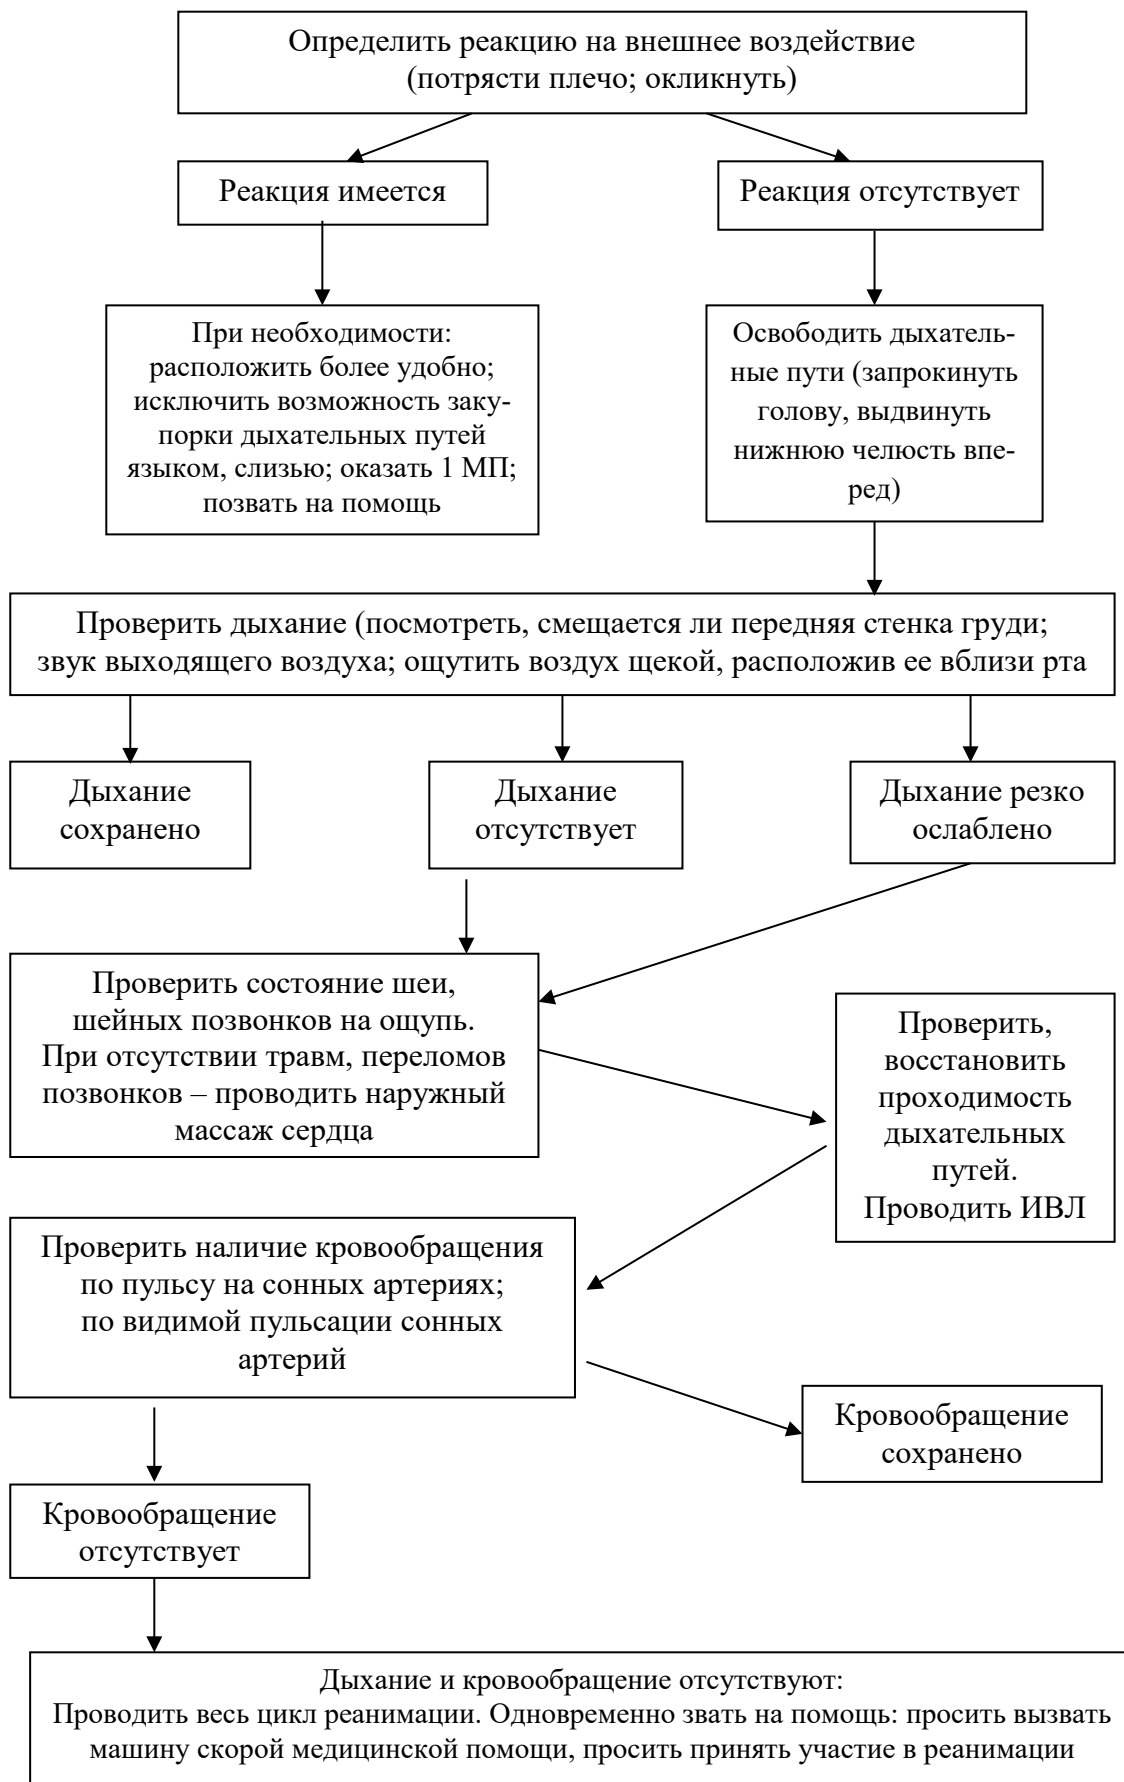 Определить реакцию на внешнее воздействие
(потрясти плечо; окликнуть)
Реакция имеется
Реакция отсутствует
При необходимости:
расположить более удобно;
исключить возможность заку-
порки дыхательных путей
языком, слизью; оказать 1 МП;
позвать на помощь
Освободить дыхатель-
ные пути (запрокинуть
голову, выдвинуть
нижнюю челюсть впе-
ред)
Проверить дыхание (посмотреть, смещается ли передняя стенка груди;
звук выходящего воздуха; ощутить воздух щекой, расположив ее вблизи рта
Дыхание
сохранено
Дыхание
отсутствует
Дыхание резко
ослаблено
Проверить состояние шеи,
шейных позвонков на ощупь.
При отсутствии травм, переломов
позвонков – проводить наружный
массаж сердца
Проверить,
восстановить
проходимость
дыхательных
путей.
Проводить ИВЛ
Проверить наличие кровообращения
по пульсу на сонных артериях;
по видимой пульсации сонных
артерий
Кровообращение
сохранено
Кровообращение
отсутствует
Дыхание и кровообращение отсутствуют:
Проводить весь цикл реанимации. Одновременно звать на помощь: просить вызвать
машину скорой медицинской помощи, просить принять участие в реанимации